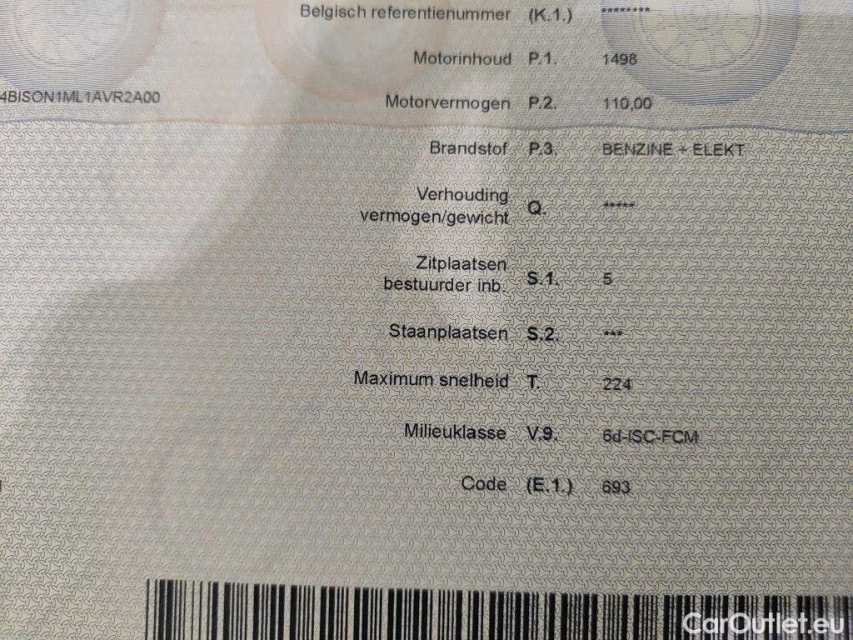 Belgisch referentienummer (K.1.) ********
Motorinhoud P.1. 1498
4BISON1ML1AVR2A00
Motorvermogen P.2. 110,00
Brandstof P.3. BENZINE + ELEKT
Verhouding
vermogen/gewicht Q. *****
Zitplaatsen
bestuurder inb. S.1. 5
Staanplaatsen S.2. ***
Maximum snelheid T. 224
Milieuklasse V.9. 6d-ISC-FCM
Code (E.1.) 693
CarOutlet.eu